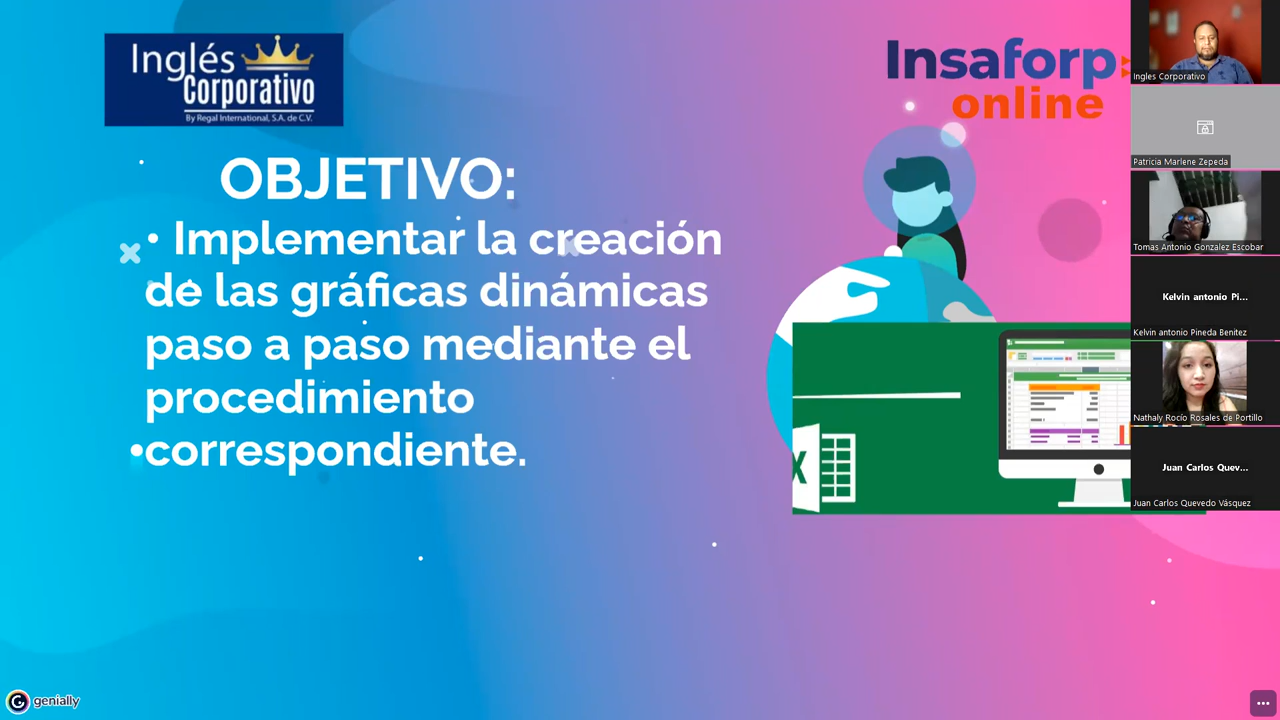 Inglés
Corporativo
By Regal International, S.A. de C.V.
Insaforp
online
OBJETIVO:
• Implementar la creación
de las gráficas dinámicas
paso a paso mediante el
procedimiento
•correspondiente.
X
Ingles Corporativo
Patricia Marlene Zepeda
Tomas Antonio Gonzalez Escobar
Kelvin antonio Pi...
Kelvin antonio Pineda Benitez
Nathaly Rocío Rosales de Portillo
Juan Carlos Quev...
Juan Carlos Quevedo Vásquez
genially